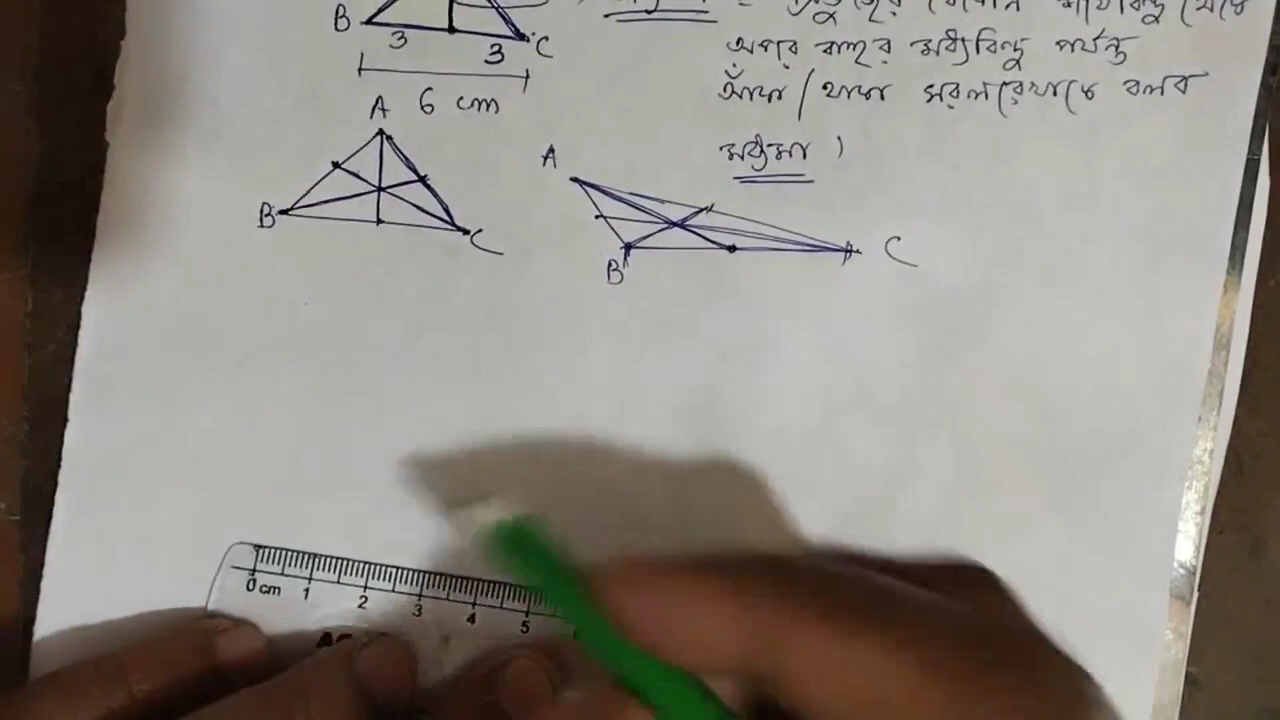 ত্রিভুজের যেকোন শীর্ষবিন্দু থেকে
B 3 3 C
অপর বাহুর মধ্যবিন্দু পর্যন্ত
6 cm
আঁকা / থাকা সরলরেখাকে বলব
মধ্যমা ।
A
B C
A
B C
0 cm 1 2 3 4 5